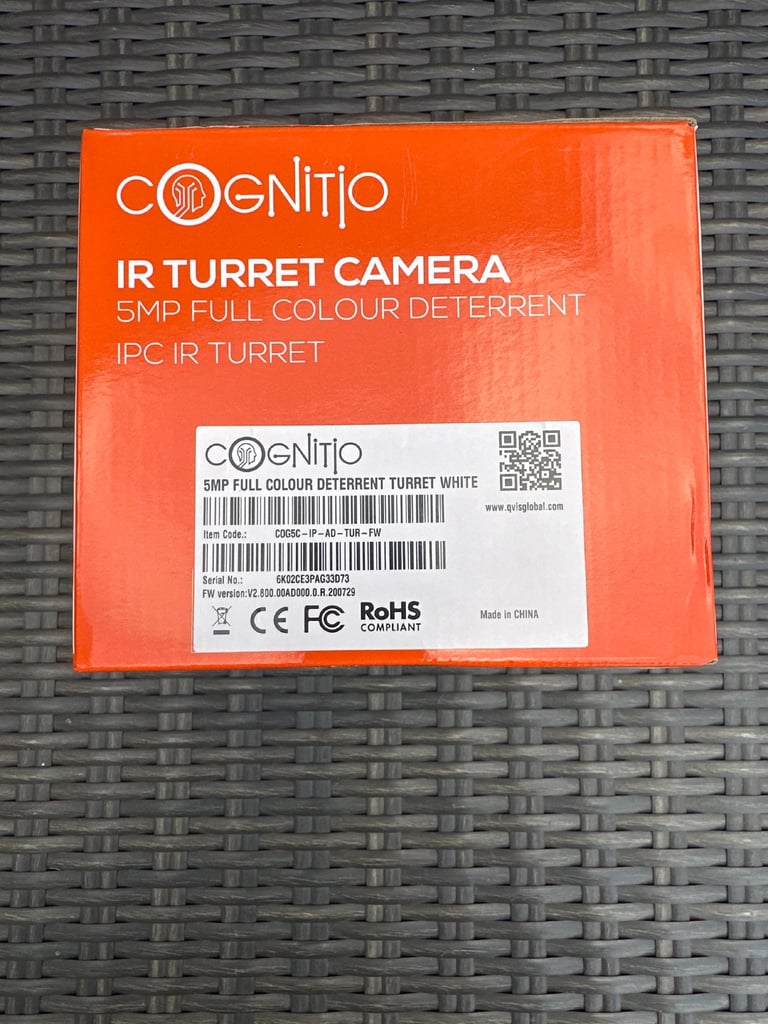 COGNITIO
IR TURRET CAMERA
5MP FULL COLOUR DETERRENT
IPC IR TURRET
COGNITIO
5MP FULL COLOUR DETERRENT TURRET WHITE
www.qvisglobal.com
Item Code.: COG5C-IP-AD-TUR-FW
Serial No.: 6K02CE3PAG33D73
FW version:V2.800.00AD000.0.R.200729
CE FC RoHS
COMPLIANT
Made in CHINA